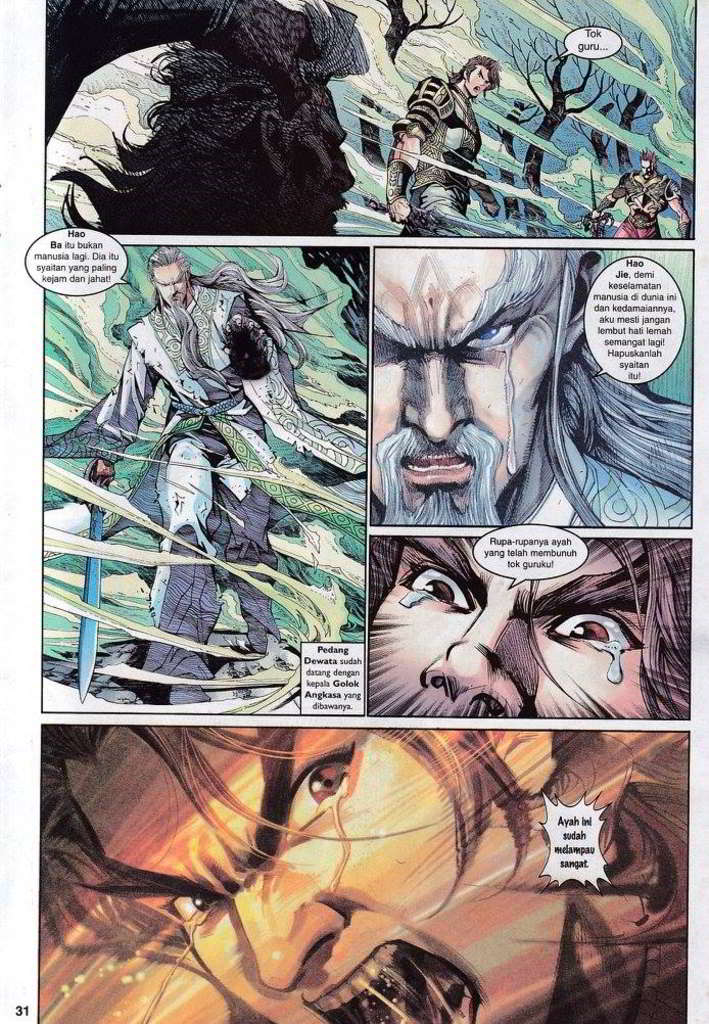 Tok
guru...
Hao
Ba itu bukan
manusia lagi. Dia itu
syaitan yang paling
kejam dan jahat!
Hao
Jie, demi
keselamatan
manusia di dunia ini
dan kedamaiannya,
aku mesti jangan
lembut hati lemah
semangat lagi!
Hapuskanlah
syaitan
itu!
Pedang
Dewata sudah
datang dengan
kepala Golok
Angkasa yang
dibawanya.
Rupa-rupanya ayah
yang telah membunuh
tok guruku!
Ayah ini
sudah
melampau
sangat.
31